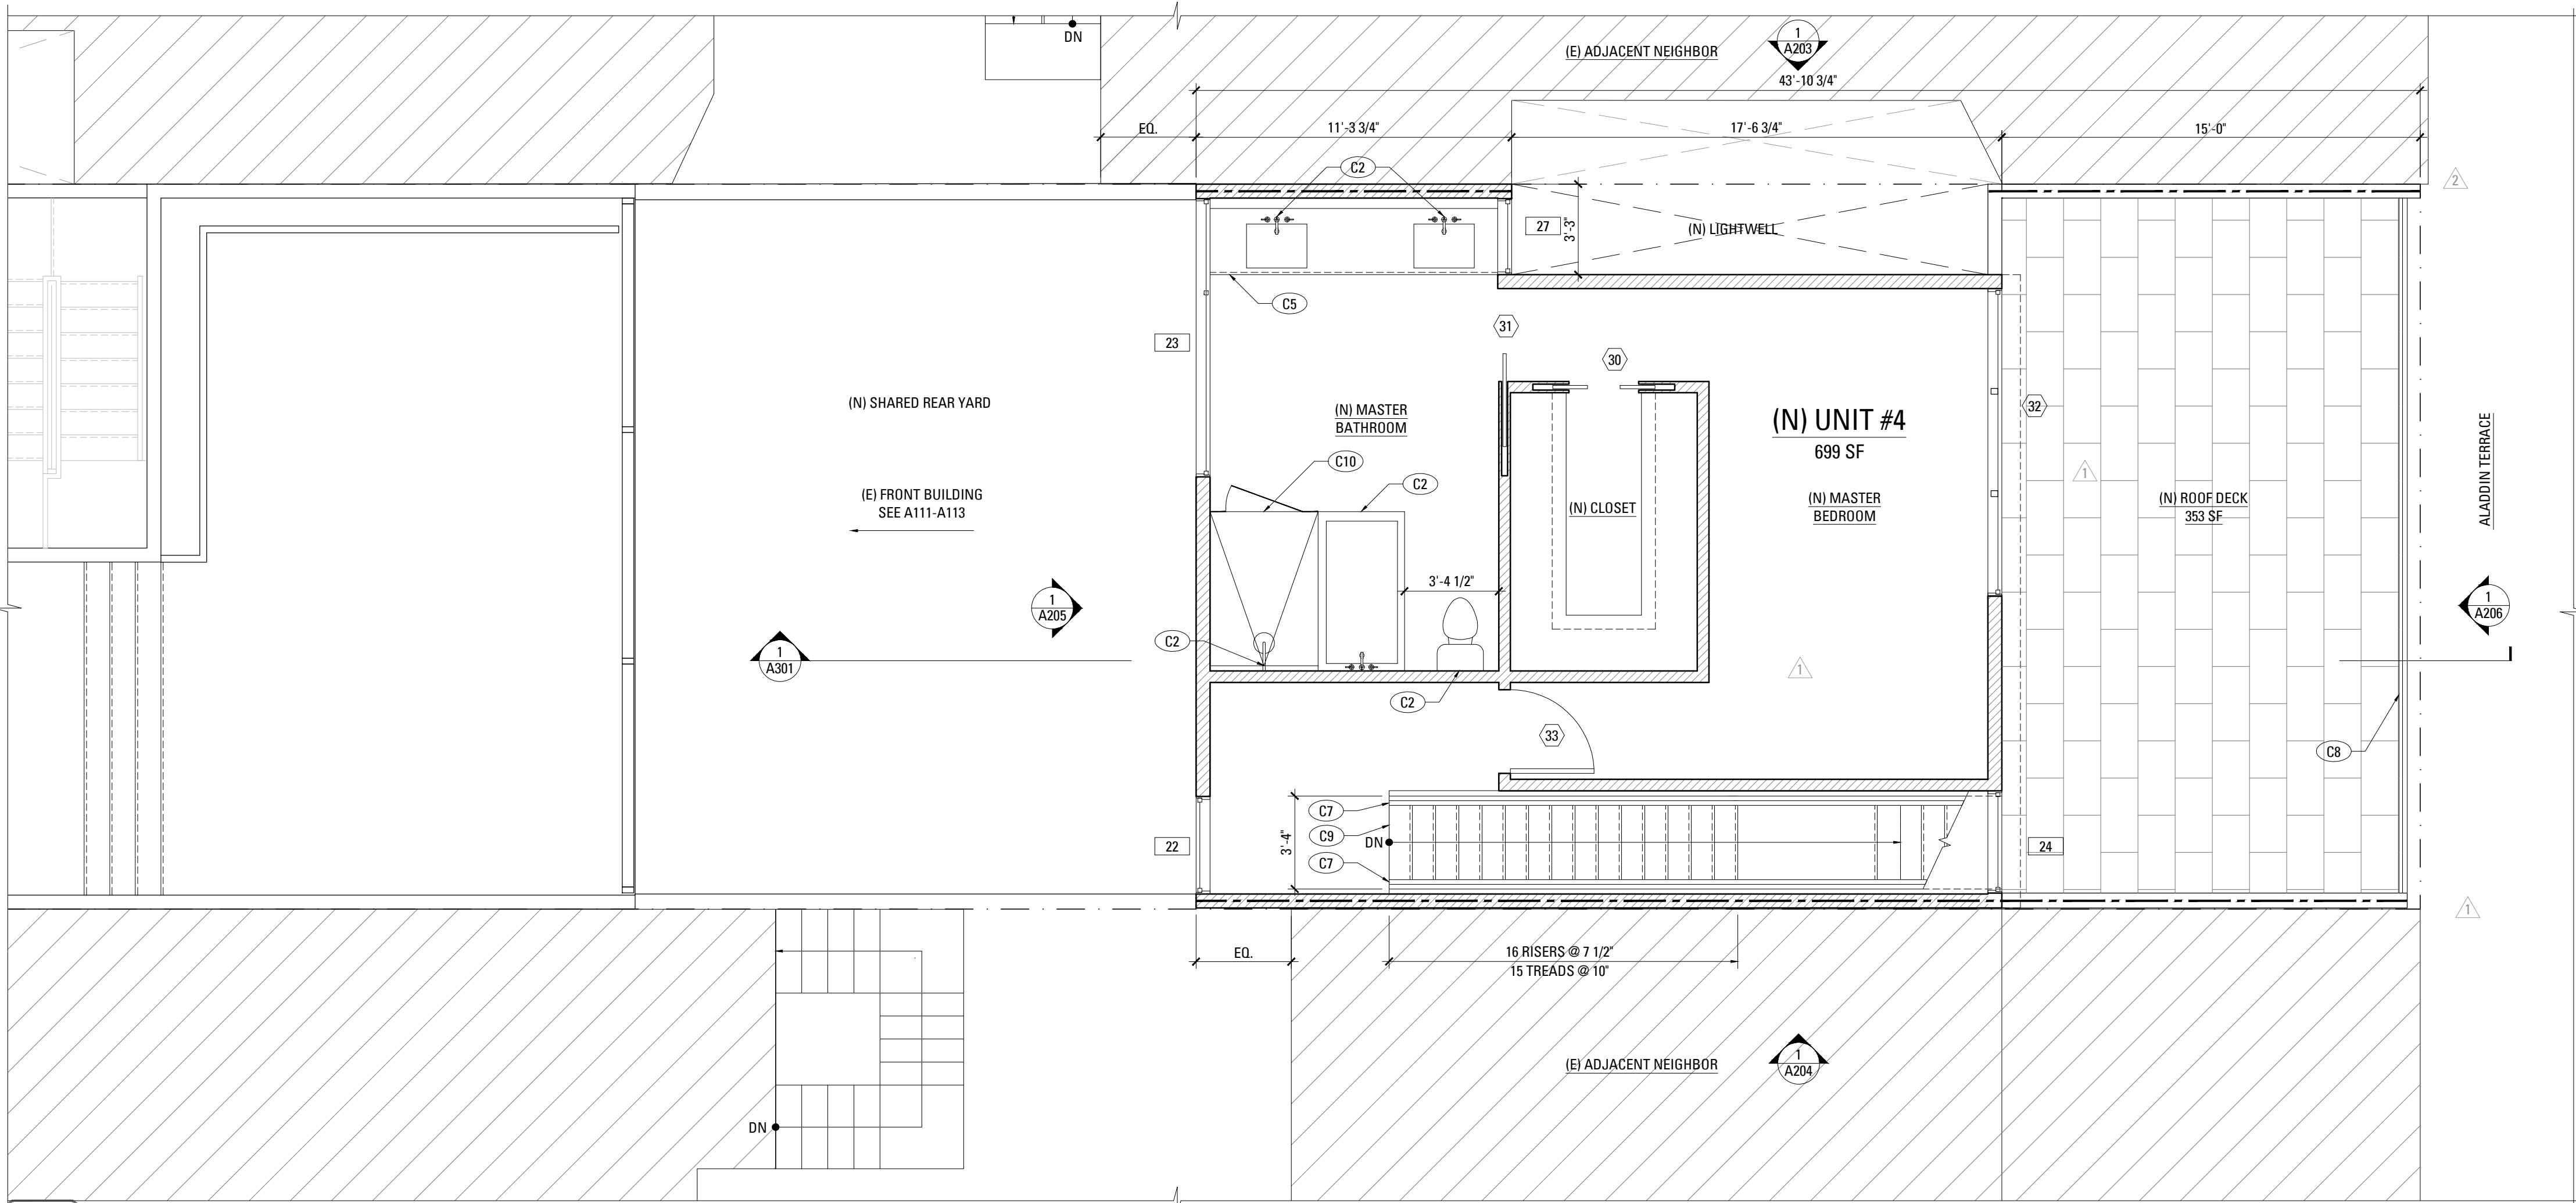 DN
(E) ADJACENT NEIGHBOR
1
A203
43'-10 3/4"
EQ.
11'-3 3/4"
17'-6 3/4"
15'-0"
C2
2
27
3'-3"
(N) LIGHTWELL
C5
31
23
30
(N) SHARED REAR YARD
(N) MASTER
BATHROOM
(N) UNIT #4
699 SF
32
C10
C2
1
(E) FRONT BUILDING
SEE A111-A113
(N) CLOSET
(N) MASTER
BEDROOM
(N) ROOF DECK
353 SF
ALADDIN TERRACE
3'-4 1/2"
1
A205
1
A206
C2
1
A301
1
C2
33
C8
C7
C9
DN
C7
3'-4"
22
24
1
EQ.
16 RISERS @ 7 1/2"
15 TREADS @ 10"
(E) ADJACENT NEIGHBOR
1
A204
DN